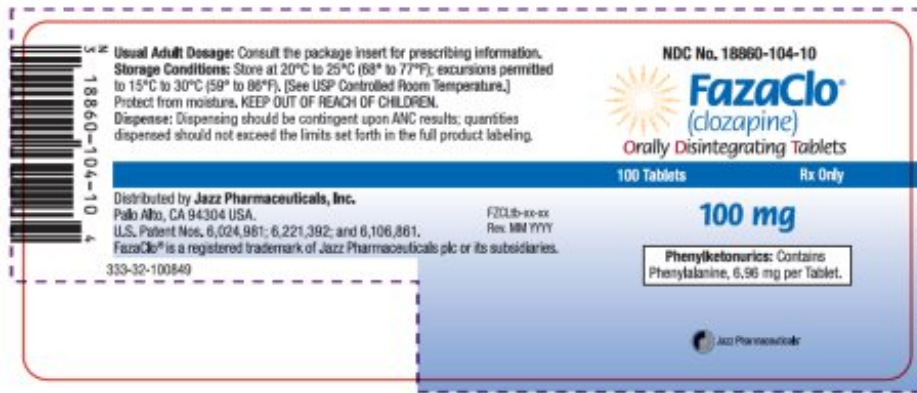 N
3 18860-104-10 4
Usual Adult Dosage: Consult the package insert for prescribing information.
Storage Conditions: Store at 20°C to 25°C (68° to 77°F); excursions permitted
to 15°C to 30°C (59° to 86°F). [See USP Controlled Room Temperature.]
Protect from moisture. KEEP OUT OF REACH OF CHILDREN.
Dispense: Dispensing should be contingent upon ANC results; quantities
dispensed should not exceed the limits set forth in the full product labeling.
Distributed by Jazz Pharmaceuticals, Inc.
Palo Alto, CA 94304 USA.
U.S. Patent Nos. 6,024,981; 6,221,392; and 6,106,861.
FazaClo® is a registered trademark of Jazz Pharmaceuticals plc or its subsidiaries.
FZCLtb-xx-xx
Rev. MM YYYY
333-32-100849
NDC No. 18860-104-10
FazaClo®
(clozapine)
Orally Disintegrating Tablets
100 Tablets Rx Only
100 mg
Phenylketonurics: Contains
Phenylalanine, 6.96 mg per Tablet.
Jazz Pharmaceuticals